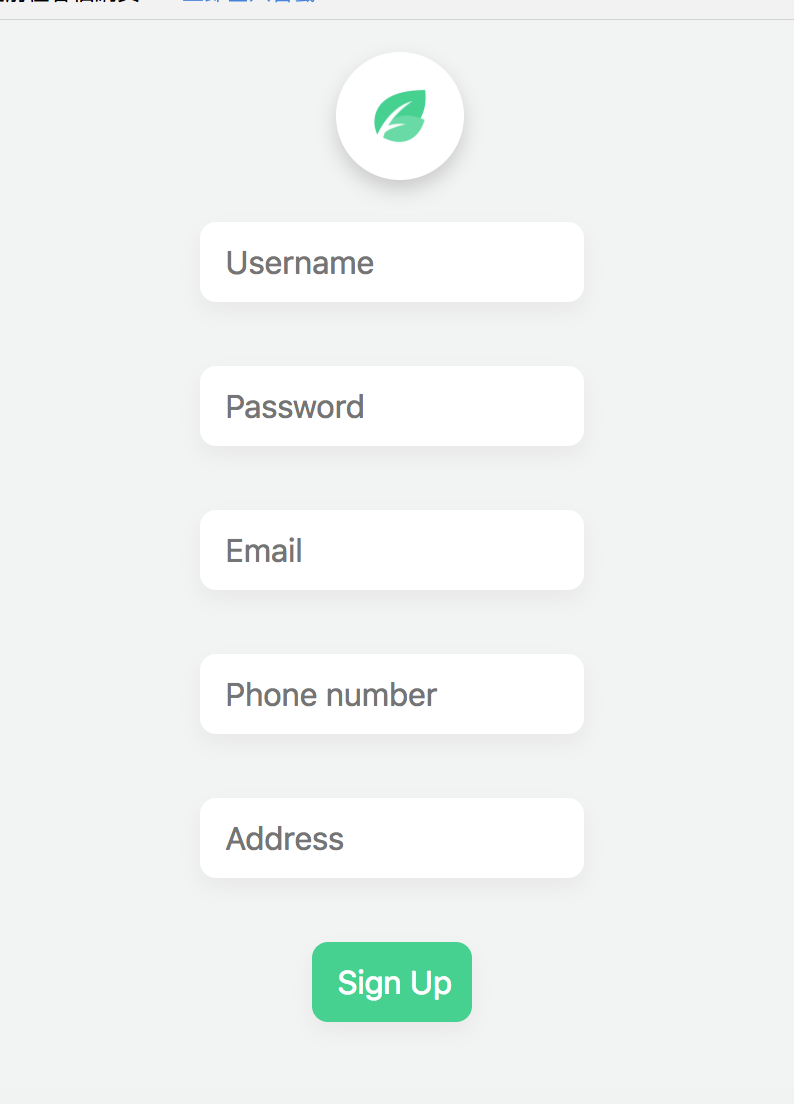 Username
Password
Email
Phone number
Address
Sign Up